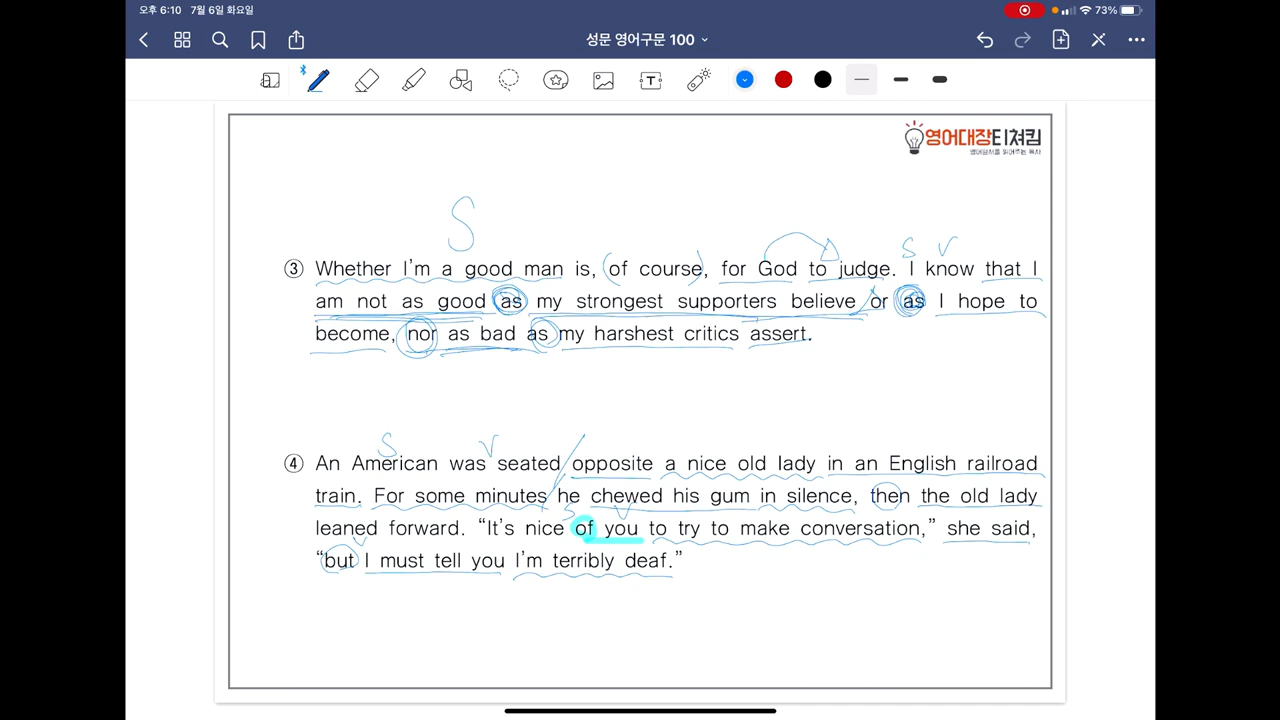 오후 6:10 7월 6일 화요일
73%
성문 영어구문 100
T
영어대장티쳐킴
S
S V
③ Whether I'm a good man is, (of course), for God to judge. I know that I
am not as good as my strongest supporters believe or as I hope to
become, nor as bad as my harshest critics assert.
S V
④ An American was seated opposite a nice old lady in an English railroad
train. For some minutes he chewed his gum in silence, then the old lady
S V
leaned forward. “It's nice of you to try to make conversation,” she said,
“but I must tell you I'm terribly deaf.”